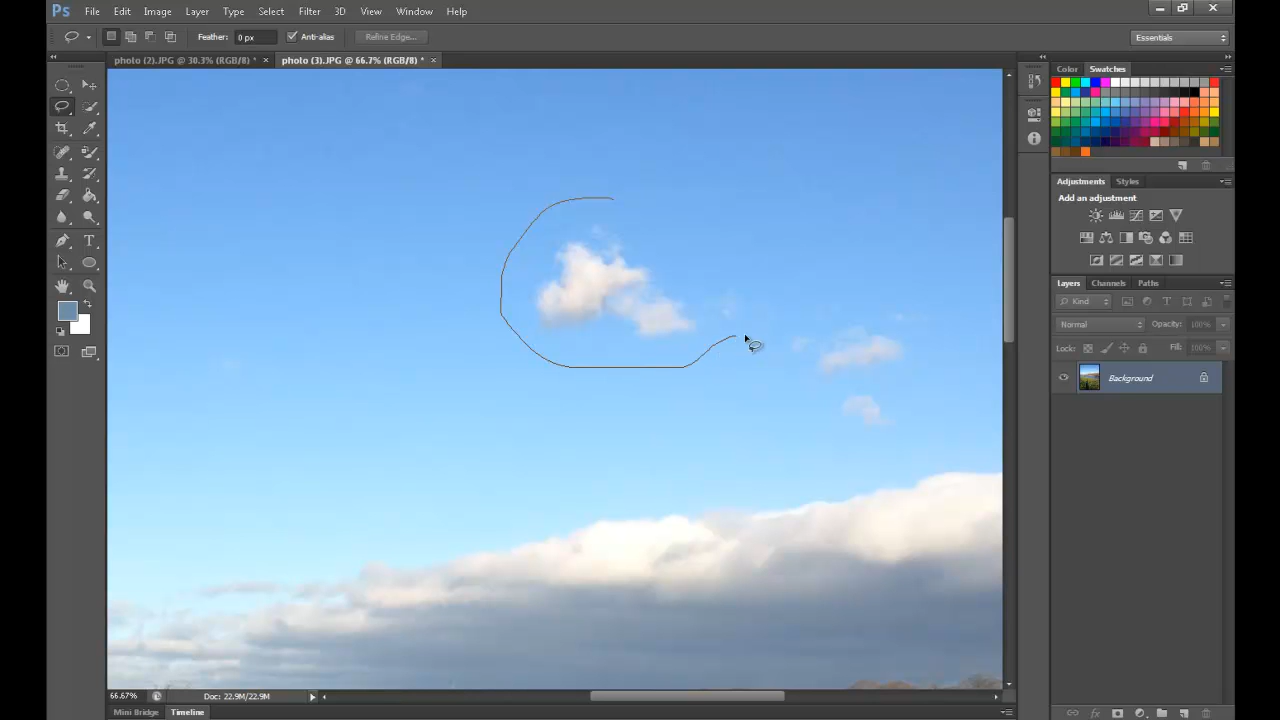 Ps File Edit Image Layer Type Select Filter 3D View Window Help
Feather: 0 px Anti-alias Refine Edge... Essentials
photo (2).JPG @ 30.3% (RGB/8) * × photo (3).JPG @ 66.7% (RGB/8) * ×
Color Swatches
Adjustments Styles
Add an adjustment
Layers Channels Paths
Kind
Normal Opacity: 100%
Lock: Fill: 100%
Background
66.67% Doc: 22.9M/22.9M
Mini Bridge Timeline